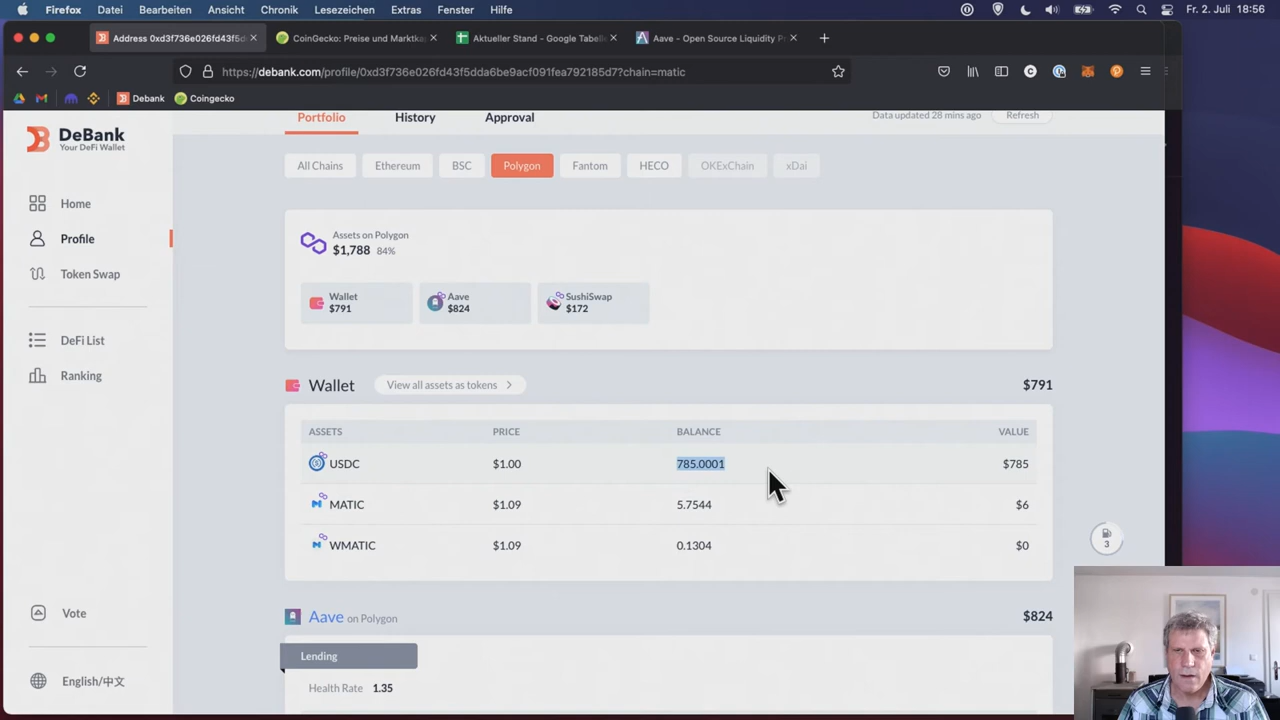 Firefox Datei Bearbeiten Ansicht Chronik Lesezeichen Extras Fenster Hilfe Fr. 2. Juli 18:56
Address 0xd3f736e026fd43f5d
CoinGecko: Preise und Marktka
Aktueller Stand - Google Tabelle
Aave - Open Source Liquidity P
https://debank.com/profile/0xd3f736e026fd43f5dda6be9acf091fea792185d7?chain=matic
Debank Coingecko
DeBank
Your DeFi Wallet
Home
Profile
Token Swap
DeFi List
Ranking
Vote
English/中文
Portfolio History Approval Data updated 28 mins ago Refresh
All Chains Ethereum BSC Polygon Fantom HECO OKExChain xDai
Assets on Polygon
$1,788 84%
Wallet
$791
Aave
$824
SushiSwap
$172
Wallet View all assets as tokens $791
ASSETS PRICE BALANCE VALUE
USDC $1.00 785.0001 $785
MATIC $1.09 5.7544 $6
WMATIC $1.09 0.1304 $0
3
Aave on Polygon $824
Lending
Health Rate 1.35